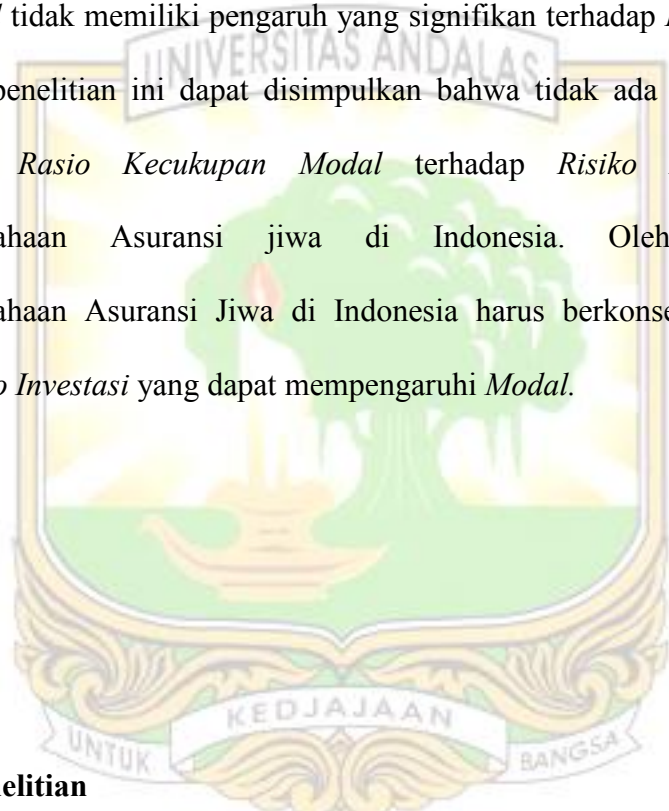 tidak memiliki pengaruh yang signifikan terhadap
UNIVERSITAS ANDALAS
penelitian ini dapat disimpulkan bahwa tidak ada
Rasio Kecukupan Modal terhadap Risiko
ahaan Asuransi jiwa di Indonesia. Oleh
ahaan Asuransi Jiwa di Indonesia harus berkonse
o Investasi yang dapat mempengaruhi Modal.
KEDJAJAAN
UNTUK BANGSA
elitian